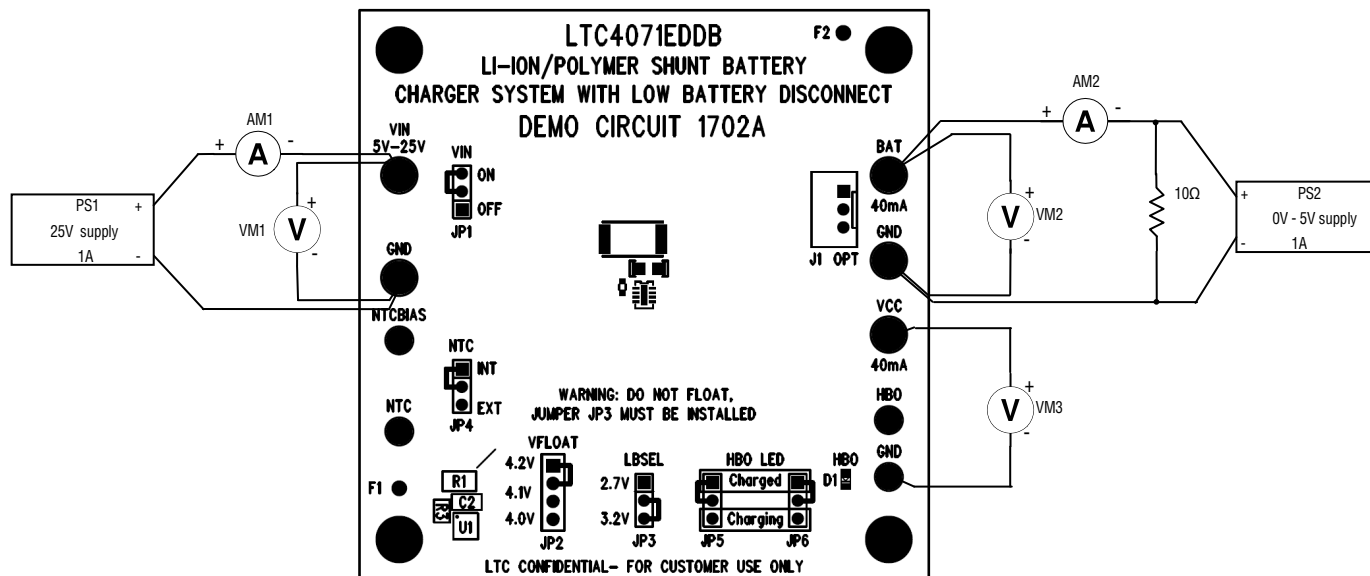 LTC4071EDDB
F2
LI-ION/POLYMER SHUNT BATTERY
CHARGER SYSTEM WITH LOW BATTERY DISCONNECT
DEMO CIRCUIT 1702A
AM1
+ A -
VIN
5V-25V
PS1
25V supply
1A
+
-
VM1
+
V
-
GND
NTCBIAS
NTC
F1
VIN
ON
OFF
JP1
NTC
INT
EXT
JP4
BAT
40mA
GND
J1 OPT
VCC
40mA
HBO
GND
AM2
+ A -
+
V
-
VM2
10Ω
PS2
0V - 5V supply
1A
+
-
+
V
-
VM3
WARNING: DO NOT FLOAT,
JUMPER JP3 MUST BE INSTALLED
R1
C2
R3
U1
VFLOAT
4.2V
4.1V
4.0V
JP2
LBSEL
2.7V
3.2V
JP3
HBO LED
Charged
Charging
JP5
JP6
HBO
D1
LTC CONFIDENTIAL- FOR CUSTOMER USE ONLY